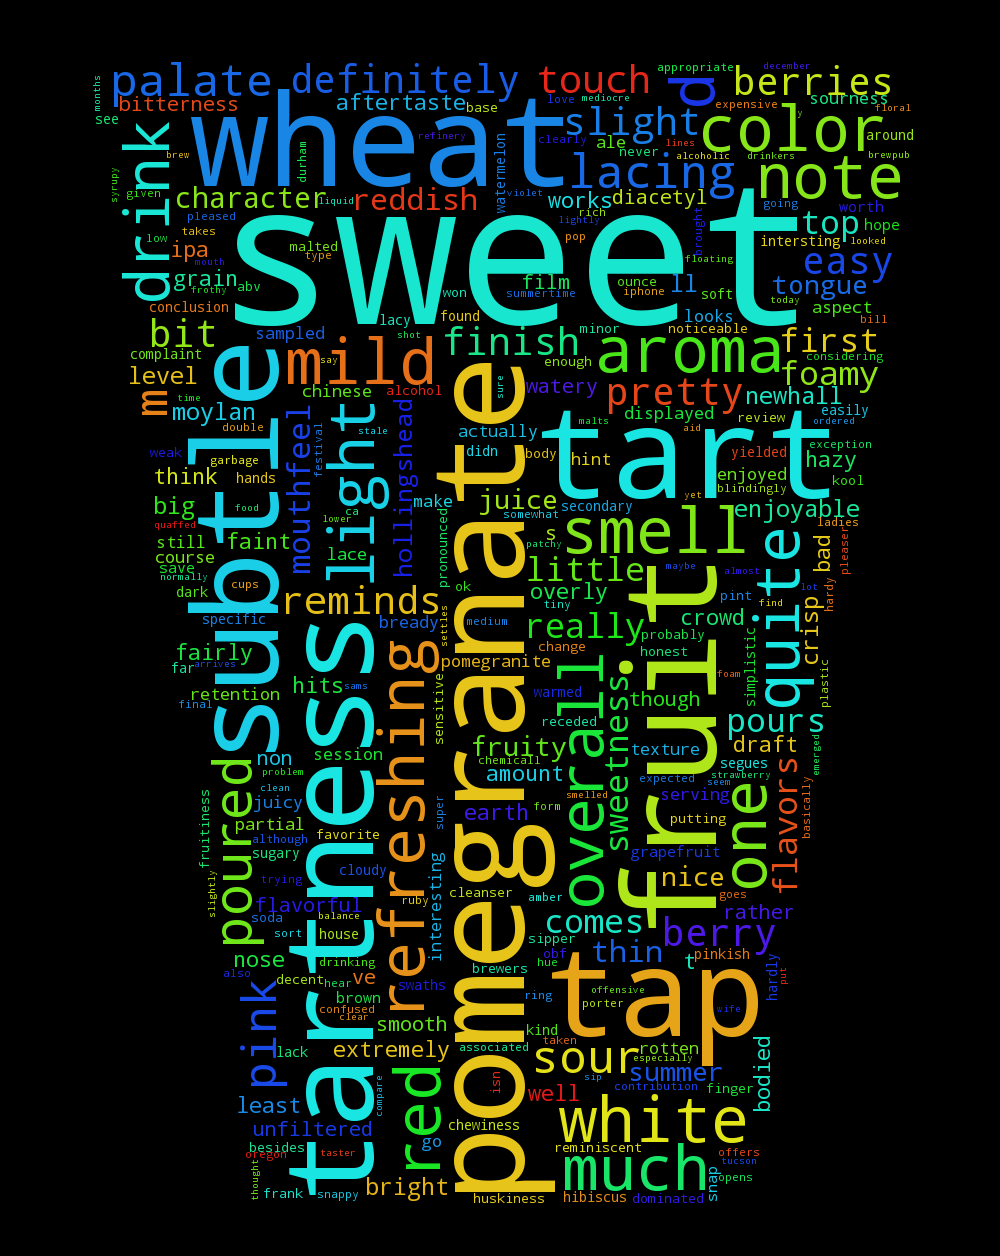 months
palate
definitely
touch
appropriate
december
berries
d
bitterness
aftertaste
base
love
mediocre
expensive
sourness
floral
see
drink
wheat
refinery
clearly
slight
lines
color
y
around
brew
durham
watermelon
ale
never
alcoholic
drinkers
brewpub
syrupy
given
character
liquid
reddish
violet
works
diacetyl
lacing
note
going
worth
pleased
rich
lightly
brought
top
hope
low
takes
ipa
malted
type
sweet
pop
intersting
looked
mouth
floating
easy
grain
frothy
abv
film
summertime
ounce
iphone
ll
soft
tongue
today
conclusion
won
lacy
found
minor
noticeable
looks
aspect
bill
bit
sampled
shot
finish
aroma
first
complaint
subtle
mild
say
enough
considering
level
time
chinese
alcohol
sure
watery
pretty
newhall
foamy
m
moylan
double
light
stale
actually
tart
malts
displayed
review
easily
ordered
weak
garbage
mouthfeel
festival
hollingshead
didn
body
hint
aid
yielded
exception
hazy
think
hands
ca
make
juice
secondary
yet
enjoyed
blindingly
kool
big
food
lower
pronounced
somewhat
s
smell
enjoyable
ladies
quaffed
still
faint
lace
patchy
quite
bad
pleaser
course
save
normally
dark
cups
reminds
ok
little
overly
tiny
fruit
maybe
almost
lot
pint
find
hardy
specific
bready
settles
medium
really
crowd
probably
crisp
fairly
far
arrives
tartness
refreshing
pomegranate
pomegranite
change
honest
simplistic
foam
plastic
retention
hits
sams
sensitive
warmed
overall
sweetness
though
final
poured
receded
pours
non
session
fruity
chemicall
texture
segues
draft
emerged
problem
clean
amount
smelled
expected
seem
strawberry
flavors
basically
fruitiness
juicy
partial
super
earth
form
serving
putting
one
although
favorite
sugary
interesting
grapefruit
slightly
trying
cloudy
cleanser
nice
goes
flavorful
ruby
amber
rather
soda
balance
comes
berry
sort
house
sipper
nose
drinking
brewers
obf
hue
thin
t
pinkish
hardly
put
also
decent
hear
ve
swaths
offensive
tap
pink
brown
ring
porter
wife
confused
clear
smooth
kind
taken
lack
extremely
associated
sour
rotten
especially
bodied
compare
isn
sip
summer
contribution
finger
least
red
well
unfiltered
go
chewiness
white
besides
reminiscent
offers
oregon
taster
tucson
thought
frank
snappy
bright
huskiness
much
hibiscus
dominated
snap
opens